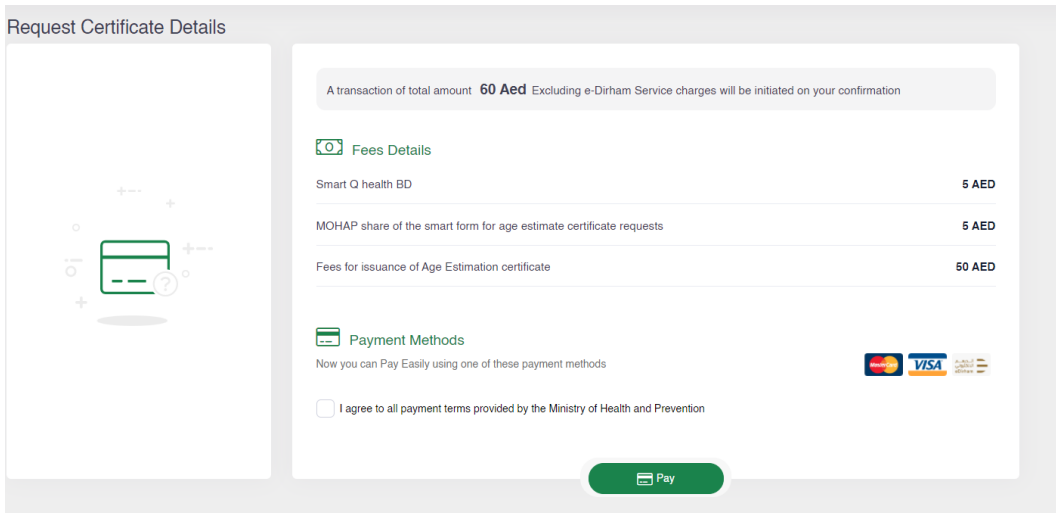 Request Certificate Details
A transaction of total amount 60 Aed Excluding e-Dirham Service charges will be initiated on your confirmation
Fees Details
Smart Q health BD 5 AED
MOHAP share of the smart form for age estimate certificate requests 5 AED
Fees for issuance of Age Estimation certificate 50 AED
Payment Methods
Now you can Pay Easily using one of these payment methods
MasterCard VISA
I agree to all payment terms provided by the Ministry of Health and Prevention
Pay